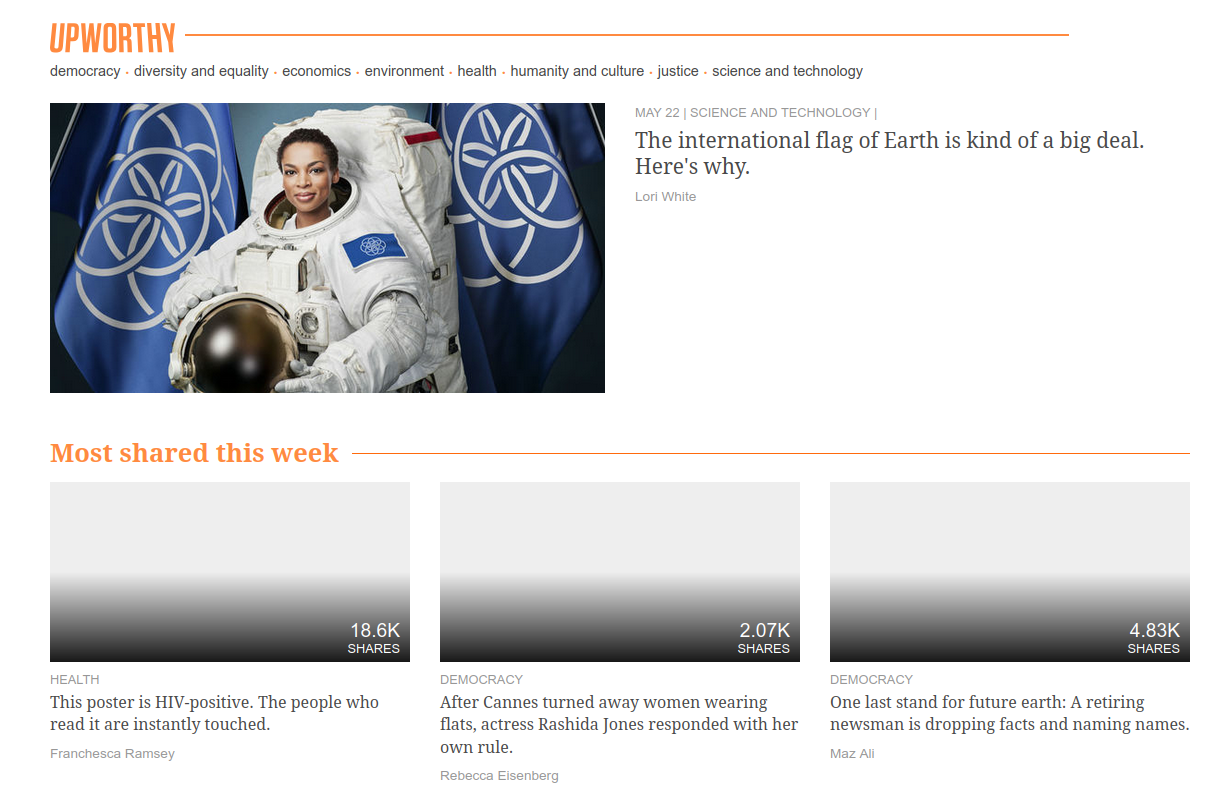 UPWORTHY
democracy · diversity and equality · economics · environment · health · humanity and culture · justice · science and technology
MAY 22 | SCIENCE AND TECHNOLOGY |
The international flag of Earth is kind of a big deal.
Here's why.
Lori White
Most shared this week
18.6K
SHARES
HEALTH
This poster is HIV-positive. The people who
read it are instantly touched.
Franchesca Ramsey
2.07K
SHARES
DEMOCRACY
After Cannes turned away women wearing
flats, actress Rashida Jones responded with her
own rule.
Rebecca Eisenberg
4.83K
SHARES
DEMOCRACY
One last stand for future earth: A retiring
newsman is dropping facts and naming names.
Maz Ali